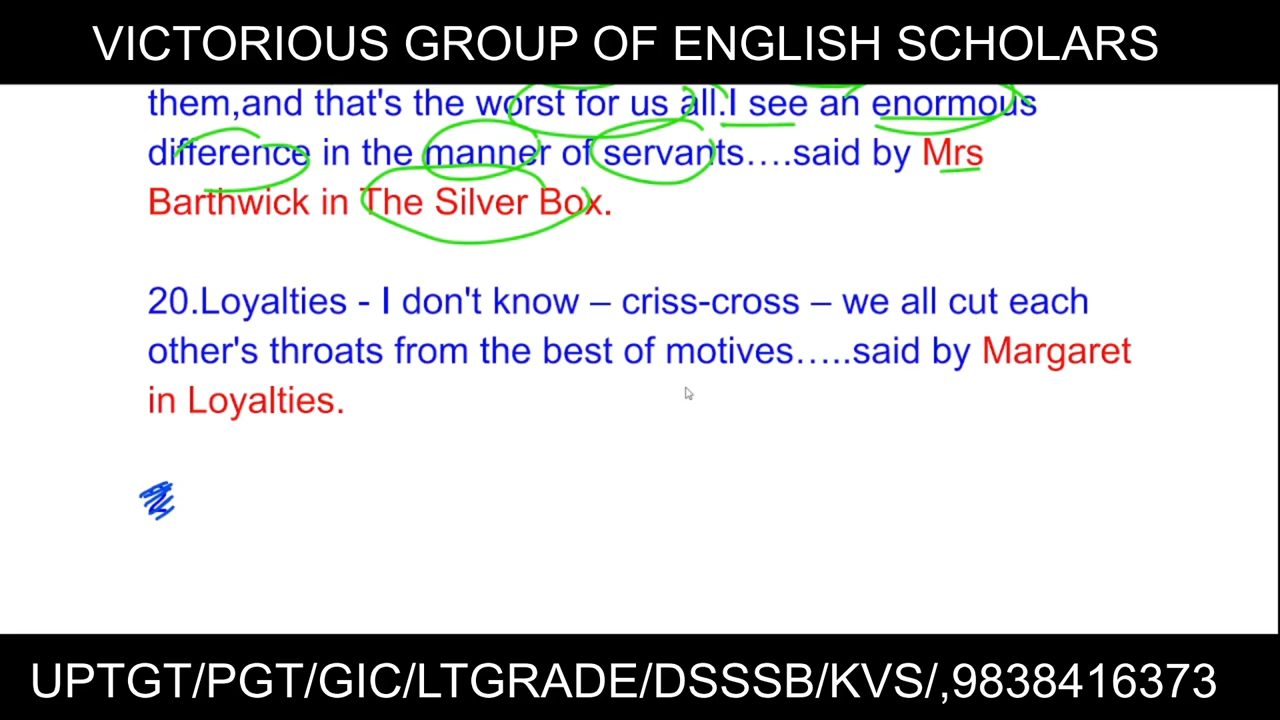 VICTORIOUS GROUP OF ENGLISH SCHOLARS
them,and that's the worst for us all.I see an enormous
difference in the manner of servants….said by Mrs
Barthwick in The Silver Box.
20.Loyalties - I don't know – criss-cross – we all cut each
other's throats from the best of motives…..said by Margaret
in Loyalties.
UPTGT/PGT/GIC/LTGRADE/DSSSB/KVS/,9838416373